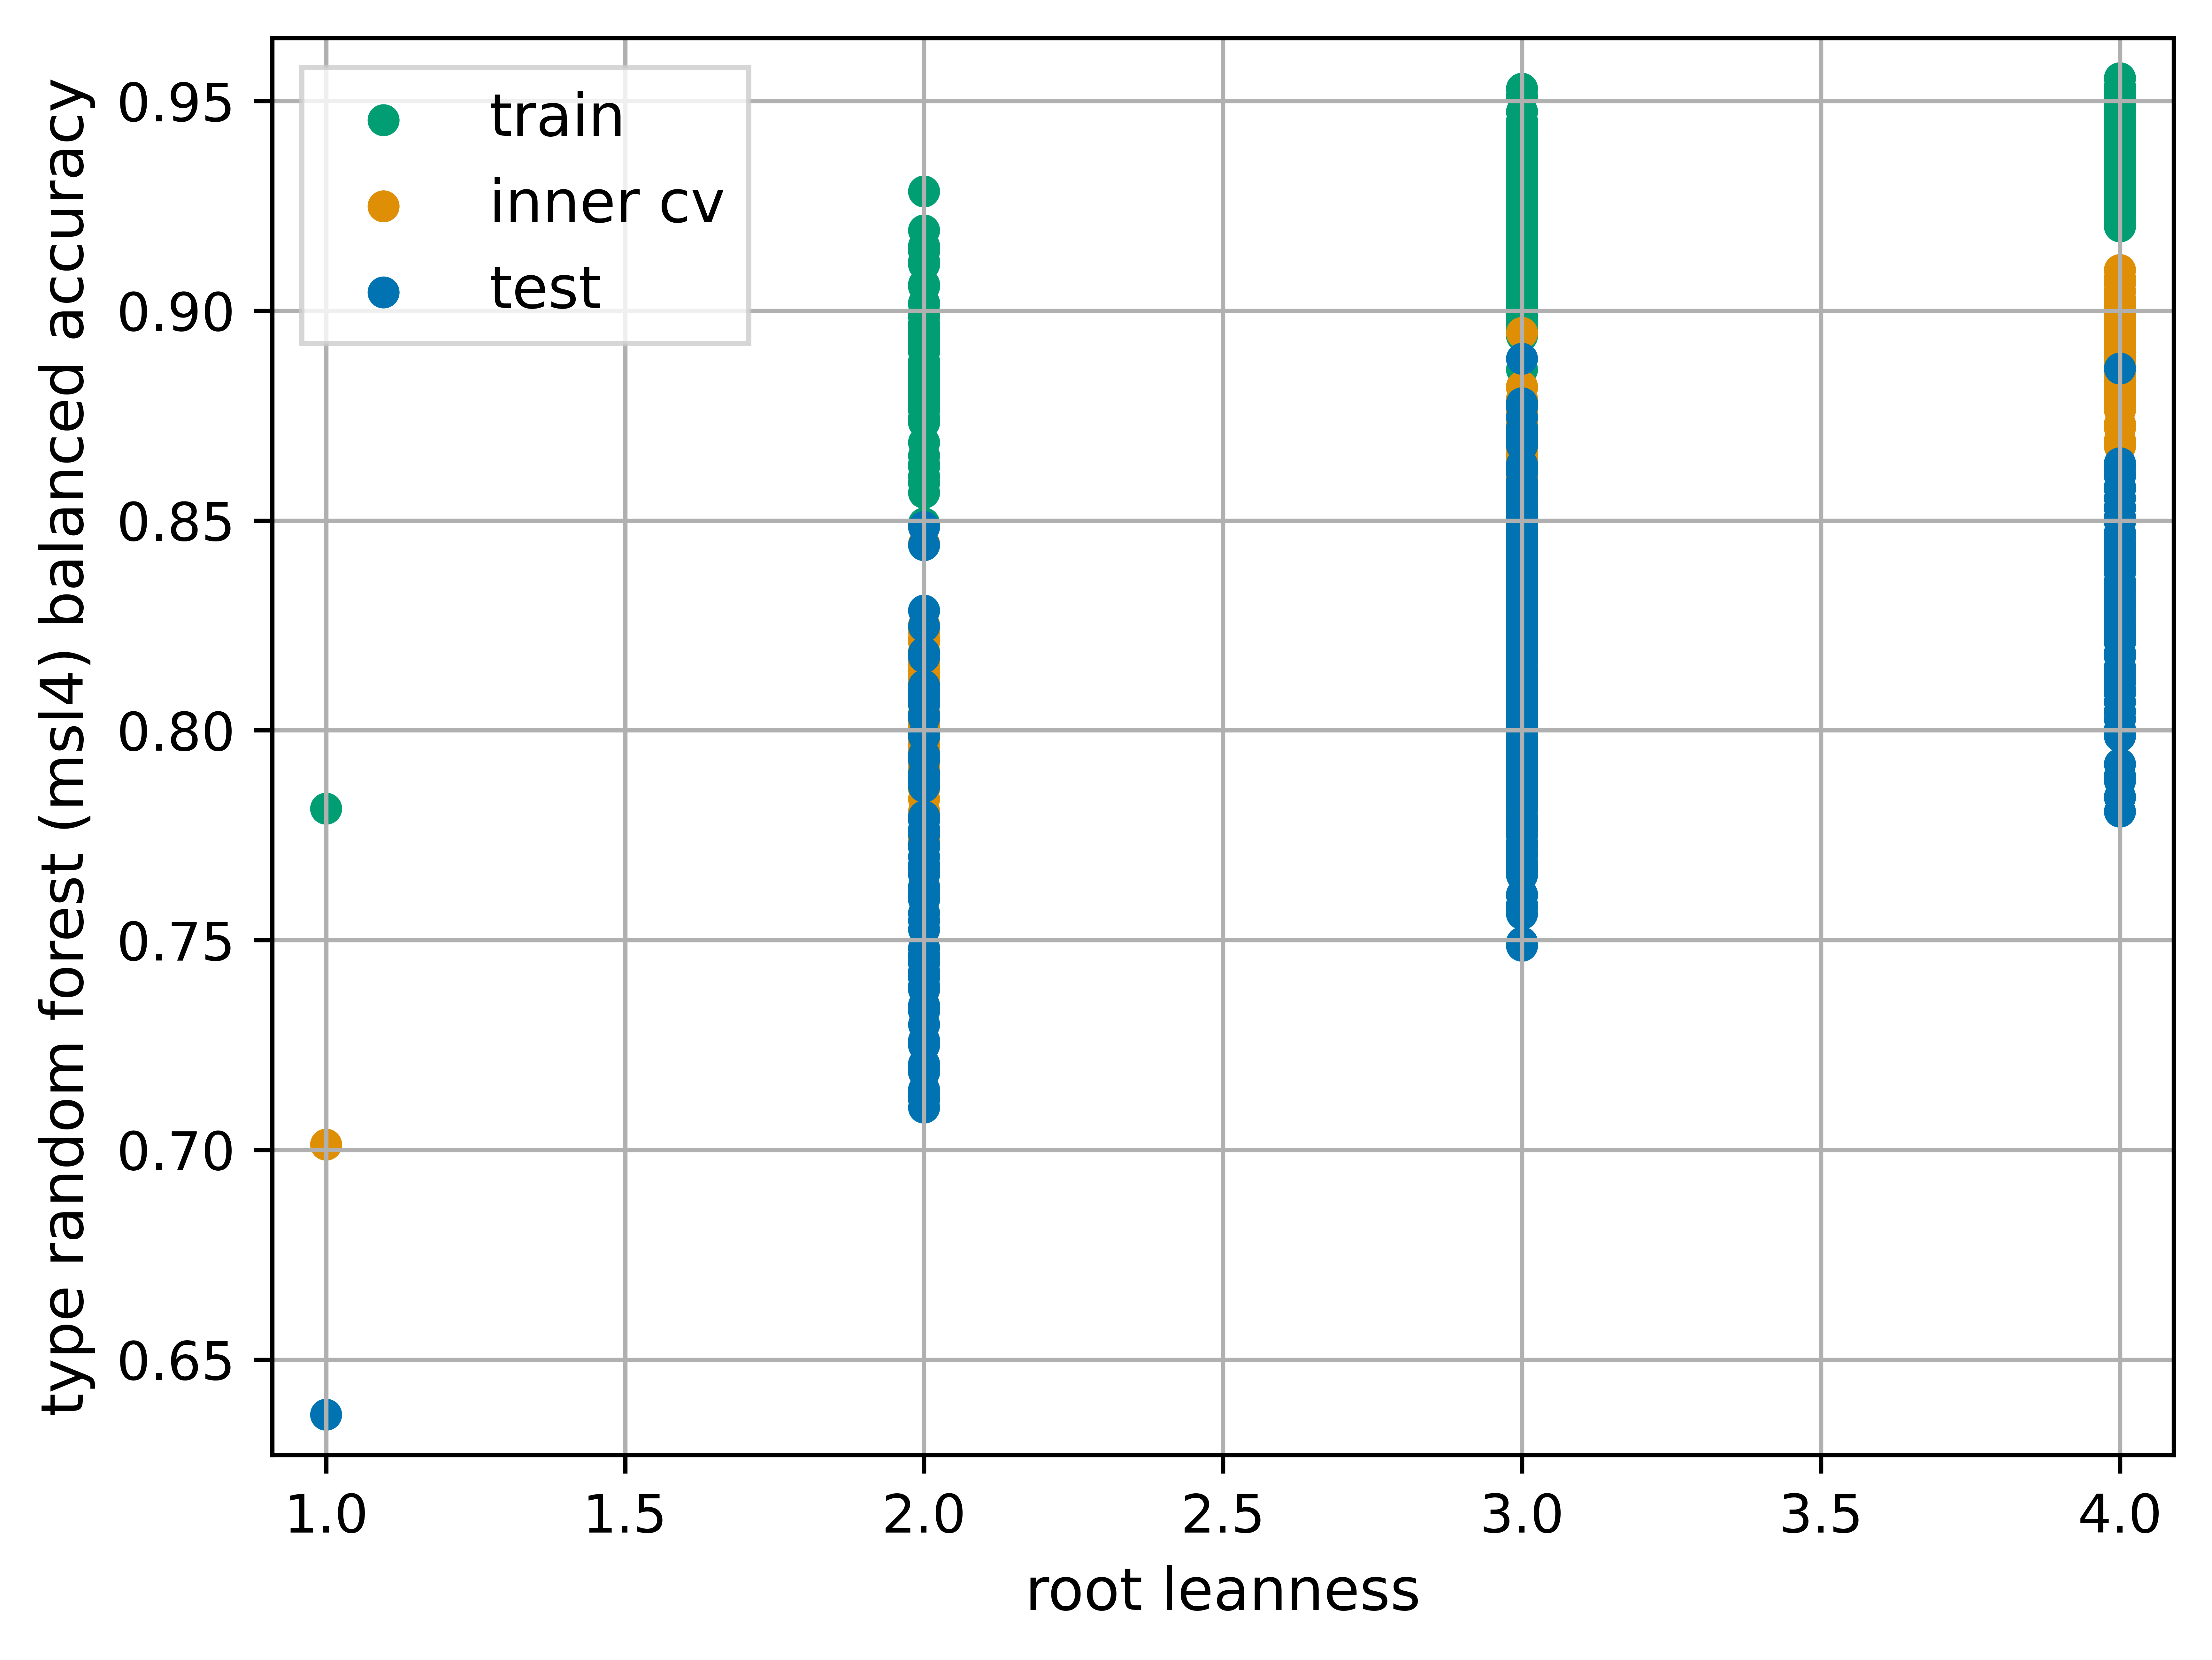 type random forest (msl4) balanced accuracy
0.95
0.90
0.85
0.80
0.75
0.70
0.65
train
inner cv
test
1.0 1.5 2.0 2.5 3.0 3.5 4.0
root leanness